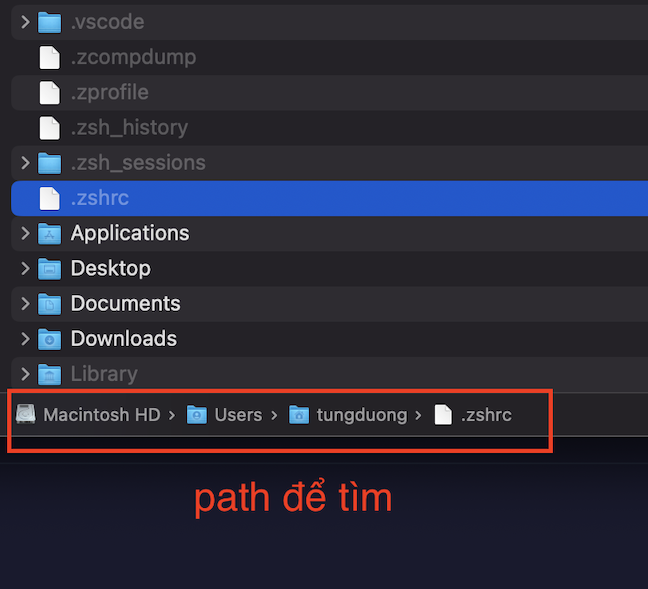 .vscode
.zcompdump
.zprofile
.zsh_history
.zsh_sessions
.zshrc
Applications
Desktop
Documents
Downloads
Library
Macintosh HD › Users › tungduong › .zshrc
path để tìm